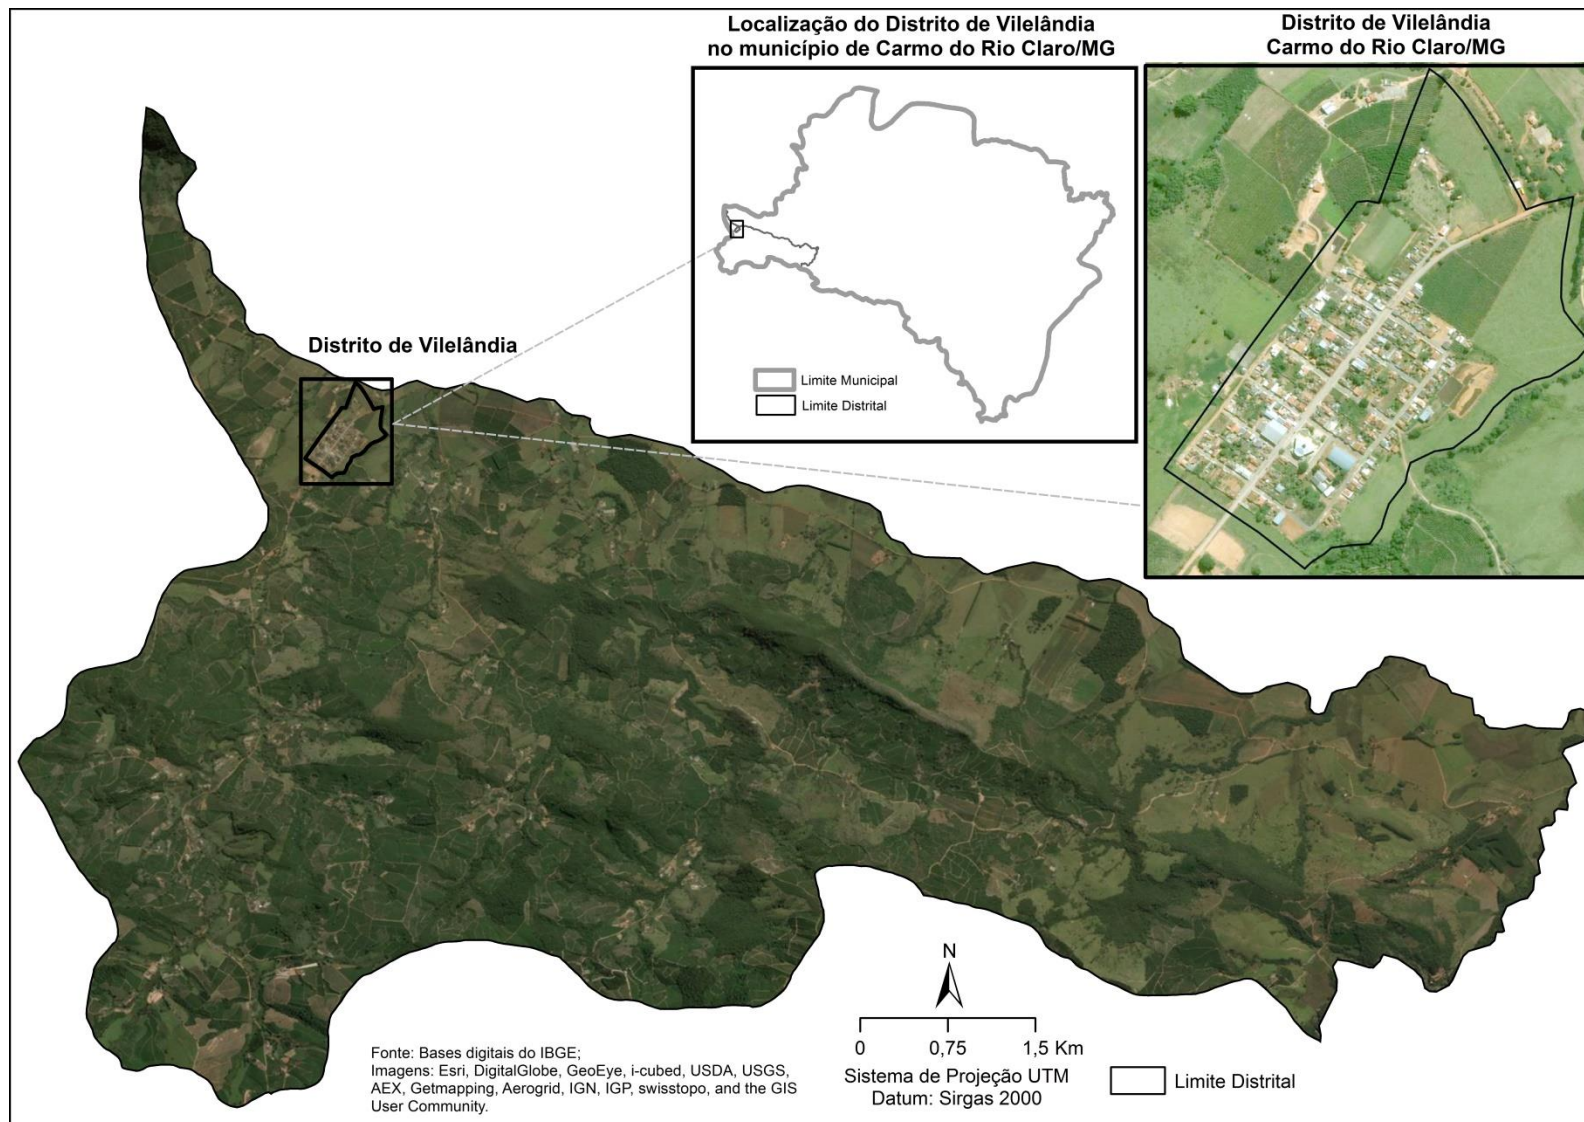 Localização do Distrito de Vilelândia
no município de Carmo do Rio Claro/MG
Distrito de Vilelândia
Carmo do Rio Claro/MG
Limite Municipal
Limite Distrital
Distrito de Vilelândia
N
0 0,75 1,5 Km
Sistema de Projeção UTM
Datum: Sirgas 2000
Limite Distrital
Fonte: Bases digitais do IBGE;
Imagens: Esri, DigitalGlobe, GeoEye, i-cubed, USDA, USGS,
AEX, Getmapping, Aerogrid, IGN, IGP, swisstopo, and the GIS
User Community.